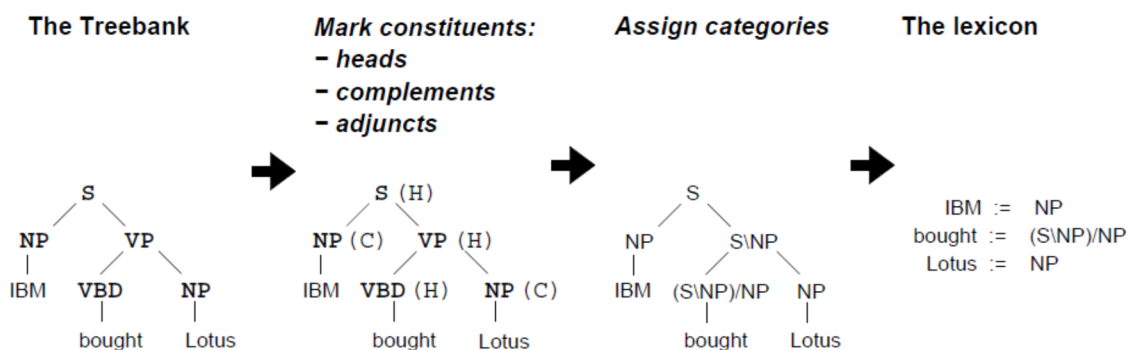 The Treebank
S
NP VP
IBM VBD NP
bought Lotus
Mark constituents:
– heads
– complements
– adjuncts
S (H)
NP (C) VP (H)
IBM VBD (H) NP (C)
bought Lotus
Assign categories
S
NP S\NP
IBM (S\NP)/NP NP
bought Lotus
The lexicon
IBM := NP
bought := (S\NP)/NP
Lotus := NP